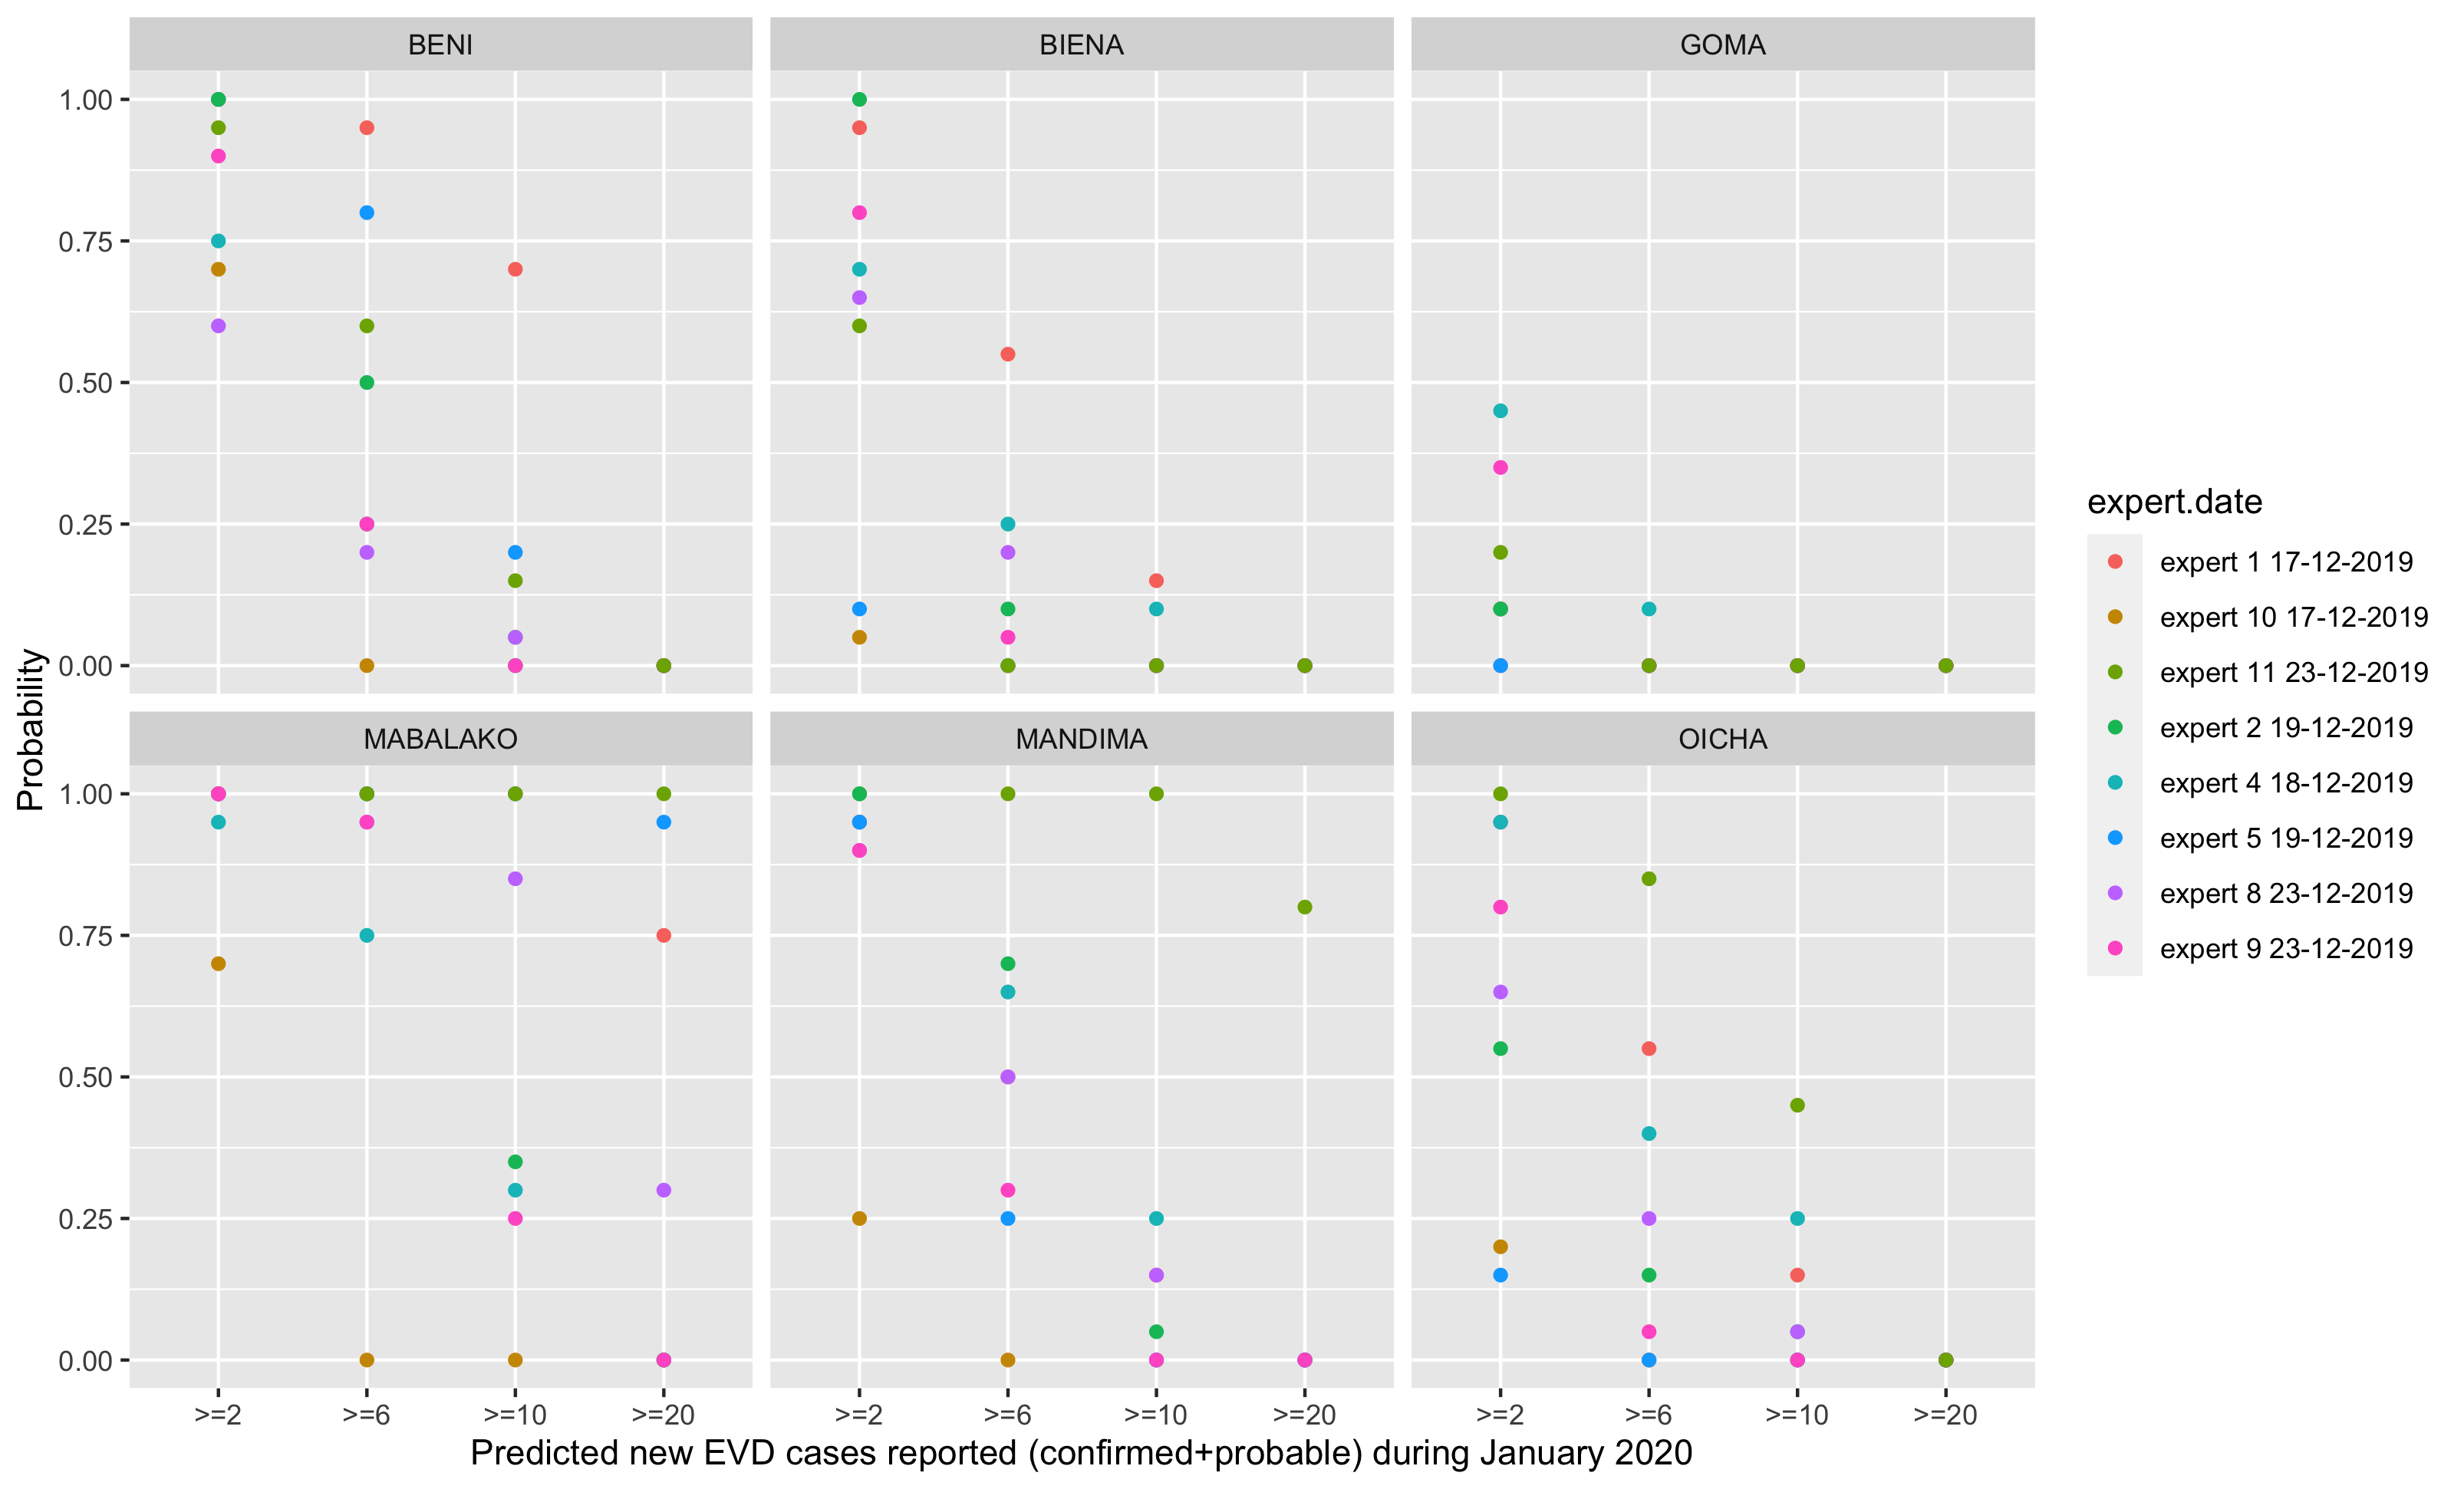 BENI BIENA GOMA
1.00
0.75
0.50
0.25
0.00
MABALAKO MANDIMA OICHA
1.00
0.75
0.50
0.25
0.00
>=2 >=6 >=10 >=20 >=2 >=6 >=10 >=20 >=2 >=6 >=10 >=20
Predicted new EVD cases reported (confirmed+probable) during January 2020
Probability
expert.date
expert 1 17-12-2019
expert 10 17-12-2019
expert 11 23-12-2019
expert 2 19-12-2019
expert 4 18-12-2019
expert 5 19-12-2019
expert 8 23-12-2019
expert 9 23-12-2019